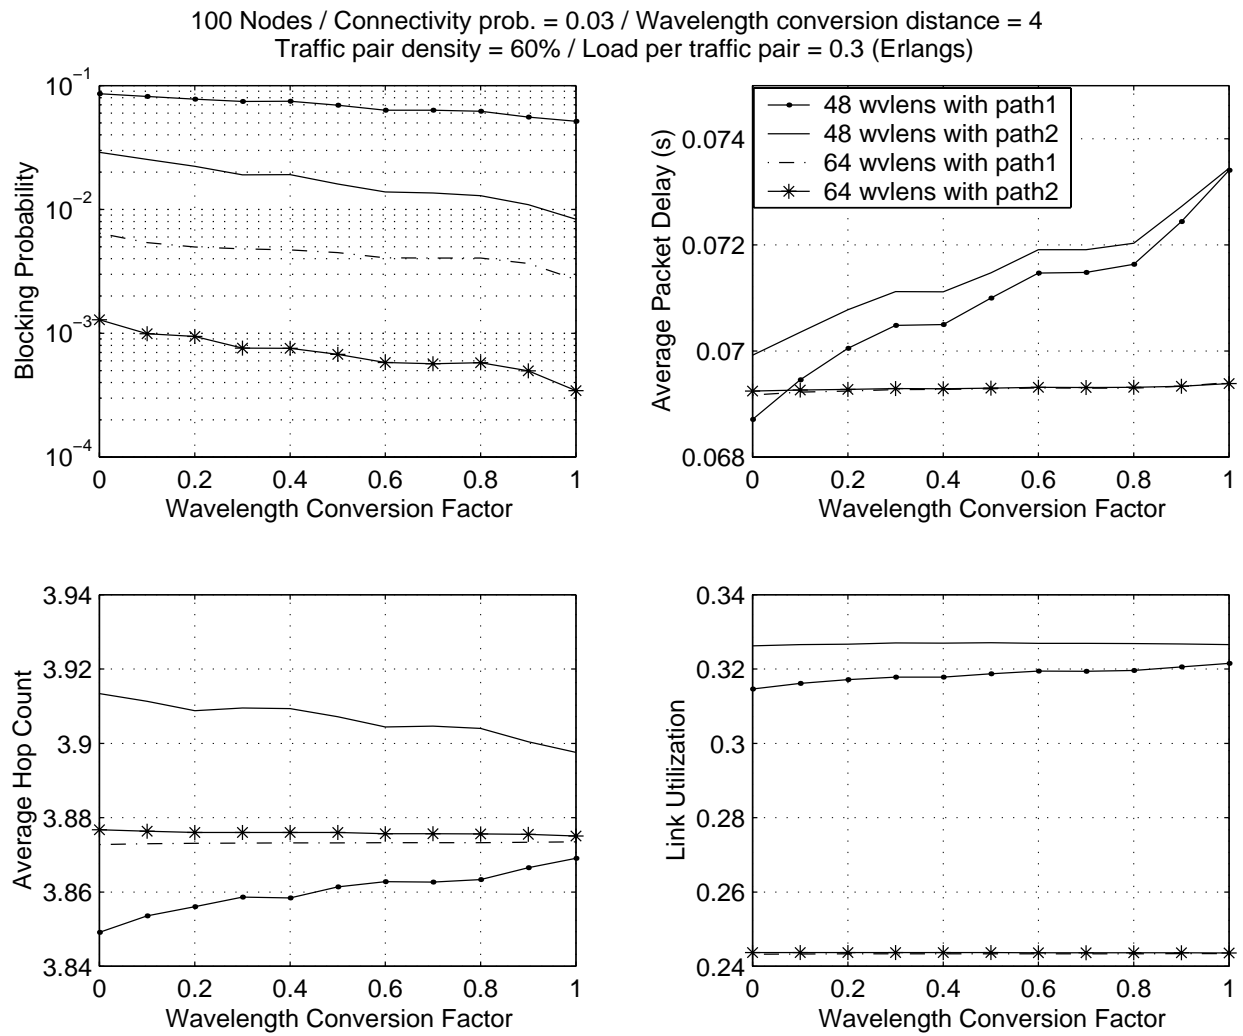 100 Nodes / Connectivity prob. = 0.03 / Wavelength conversion distance = 4
Traffic pair density = 60% / Load per traffic pair = 0.3 (Erlangs)
10⁻¹
10⁻²
10⁻³
10⁻⁴
Blocking Probability
0 0.2 0.4 0.6 0.8 1
Wavelength Conversion Factor
48 wvlens with path1
48 wvlens with path2
64 wvlens with path1
64 wvlens with path2
0.074
0.072
0.07
0.068
Average Packet Delay (s)
0 0.2 0.4 0.6 0.8 1
Wavelength Conversion Factor
3.94
3.92
3.9
3.88
3.86
3.84
Average Hop Count
0 0.2 0.4 0.6 0.8 1
Wavelength Conversion Factor
0.34
0.32
0.3
0.28
0.26
0.24
Link Utilization
0 0.2 0.4 0.6 0.8 1
Wavelength Conversion Factor